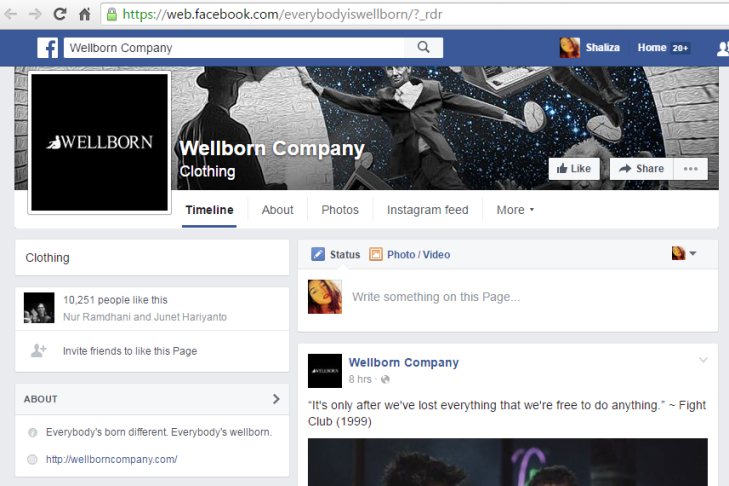 https://web.facebook.com/everybodyiswellborn/?_rdr
Wellborn Company
Shaliza
Home 20+
WELLBORN
Wellborn Company
Clothing
Like
Share
Timeline
About
Photos
Instagram feed
More
Clothing
Status
Photo / Video
Write something on this Page...
10,251 people like this
Nur Ramdhani and Junet Hariyanto
Invite friends to like this Page
ABOUT
Everybody's born different. Everybody's wellborn.
http://wellborncompany.com/
WELLBORN
Wellborn Company
8 hrs ·
“It's only after we've lost everything that we're free to do anything.” ~ Fight
Club (1999)